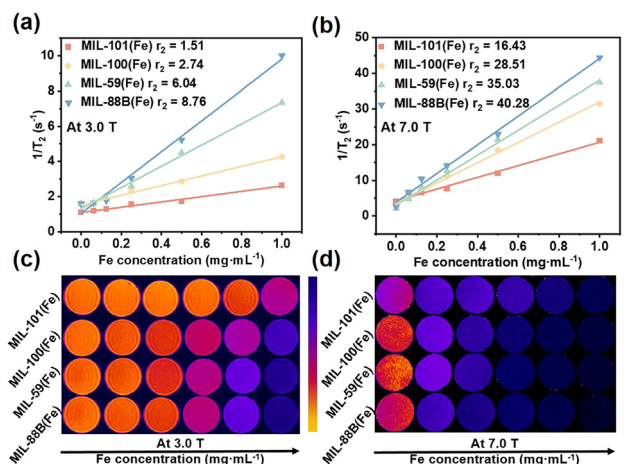 (a)
MIL-101(Fe) r₂ = 1.51
MIL-100(Fe) r₂ = 2.74
MIL-59(Fe) r₂ = 6.04
MIL-88B(Fe) r₂ = 8.76
At 3.0 T
1/T₂ (s⁻¹)
10
8
6
4
2
0
0.0 0.2 0.4 0.6 0.8 1.0
Fe concentration (mg·mL⁻¹)
(b)
MIL-101(Fe) r₂ = 16.43
MIL-100(Fe) r₂ = 28.51
MIL-59(Fe) r₂ = 35.03
MIL-88B(Fe) r₂ = 40.28
At 7.0 T
1/T₂ (s⁻¹)
50
40
30
20
10
0
0.0 0.2 0.4 0.6 0.8 1.0
Fe concentration (mg·mL⁻¹)
(c)
MIL-101(Fe)
MIL-100(Fe)
MIL-59(Fe)
MIL-88B(Fe)
At 3.0 T
Fe concentration (mg·mL⁻¹)
(d)
MIL-101(Fe)
MIL-100(Fe)
MIL-59(Fe)
MIL-88B(Fe)
At 7.0 T
Fe concentration (mg·mL⁻¹)